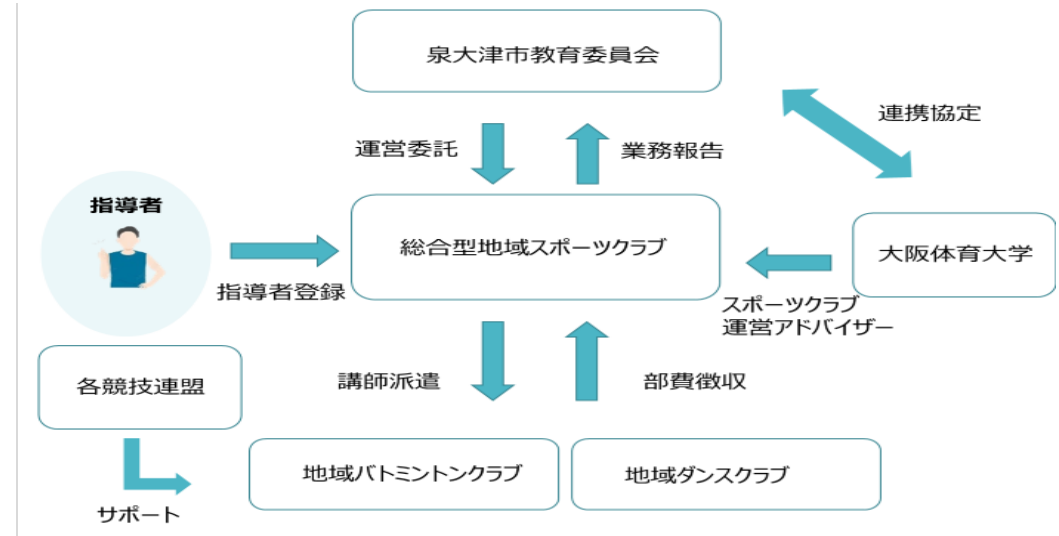 泉大津市教育委員会
連携協定
運営委託
業務報告
指導者
総合型地域スポーツクラブ
大阪体育大学
指導者登録
スポーツクラブ
運営アドバイザー
各競技連盟
講師派遣
部費徴収
地域バトミントンクラブ
地域ダンスクラブ
サポート